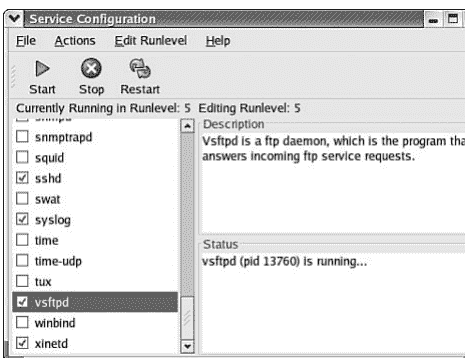 Service Configuration
File Actions Edit Runlevel Help
Start Stop Restart
Currently Running in Runlevel: 5 Editing Runlevel: 5
snmptrapd
squid
sshd
swat
syslog
time
time-udp
tux
vsftpd
winbind
xinetd
Description
Vsftpd is a ftp daemon, which is the program tha
answers incoming ftp service requests.
Status
vsftpd (pid 13760) is running...